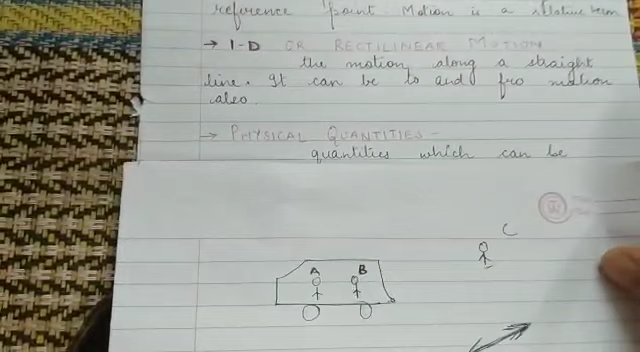 reference point. Motion is a relative term
→ 1-D OR RECTILINEAR MOTION
the motion along a straight
line. It can be to and fro motion
also.
→ PHYSICAL QUANTITIES -
quantities which can be
C
A B